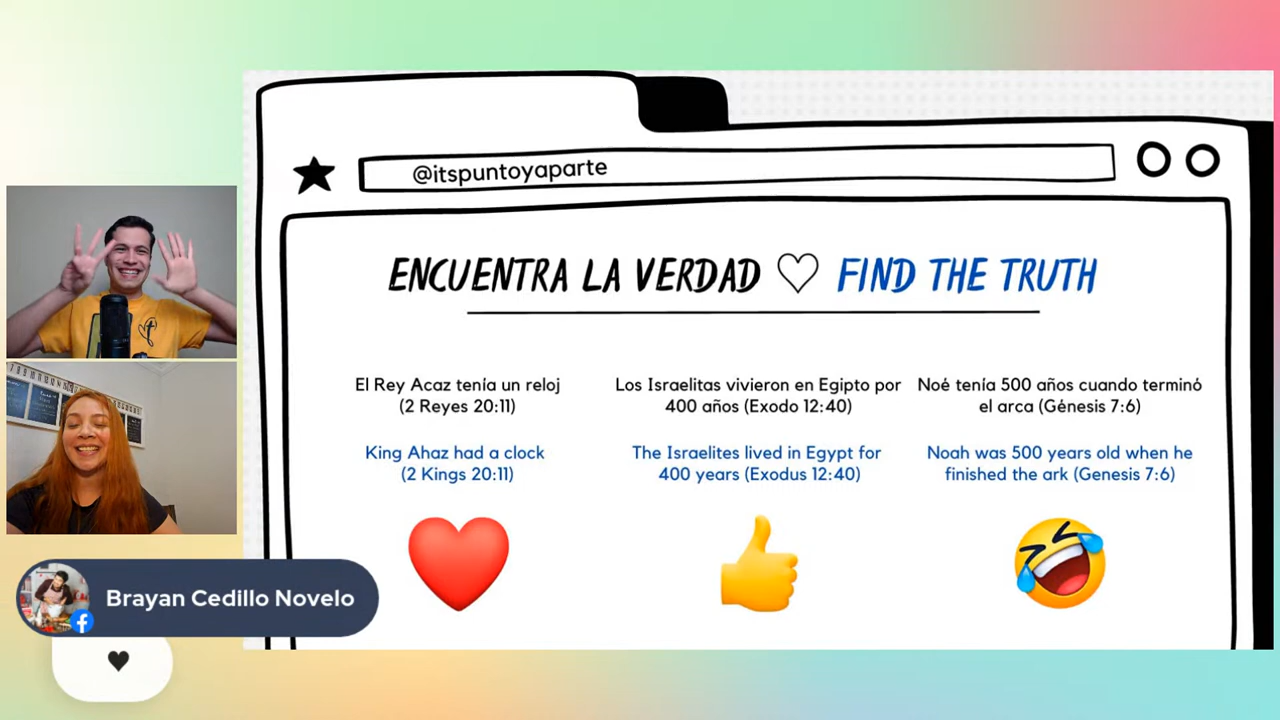 @itspuntoyaparte
ENCUENTRA LA VERDAD ♡ FIND THE TRUTH
El Rey Acaz tenía un reloj
(2 Reyes 20:11)
King Ahaz had a clock
(2 Kings 20:11)
Los Israelitas vivieron en Egipto por
400 años (Exodo 12:40)
The Israelites lived in Egypt for
400 years (Exodus 12:40)
Noé tenía 500 años cuando terminó
el arca (Génesis 7:6)
Noah was 500 years old when he
finished the ark (Genesis 7:6)
Brayan Cedillo Novelo